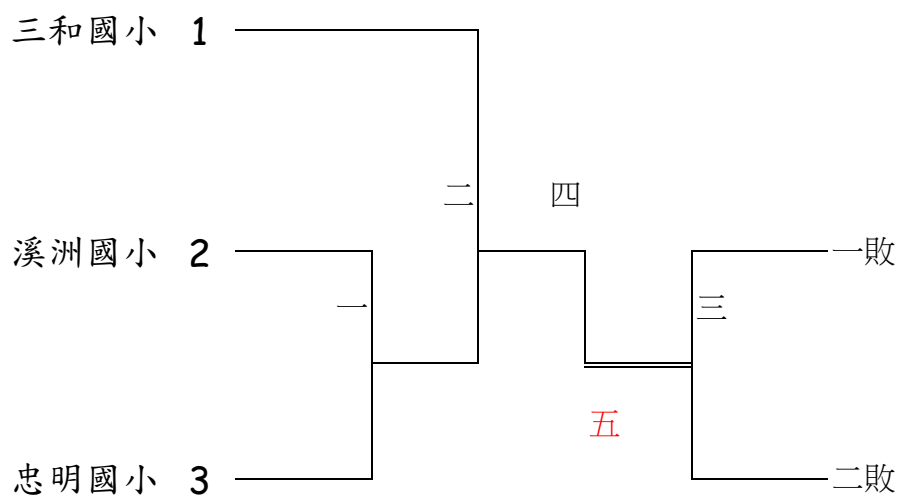 三和國小 1
二 四
溪洲國小 2 一敗
一 三
五
忠明國小 3 二敗